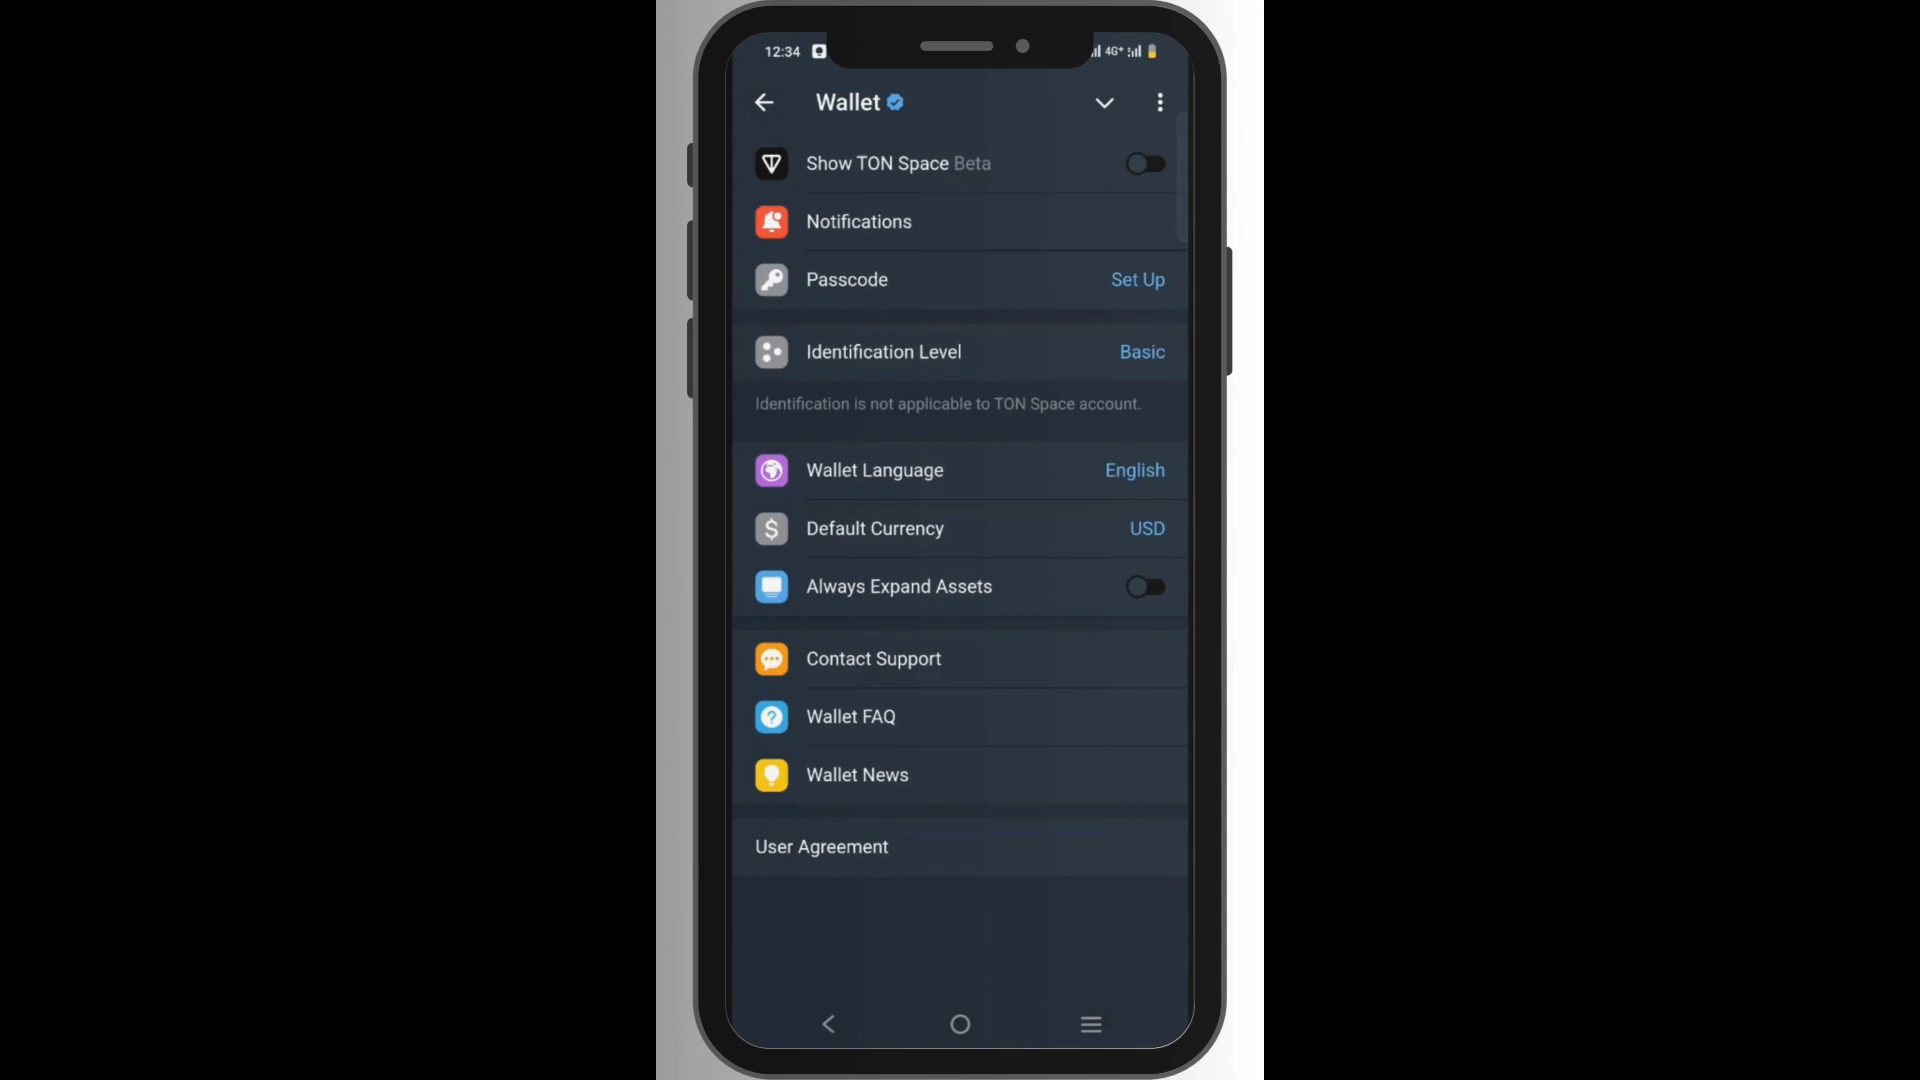 12:34 4G+
Wallet
Show TON Space Beta
Notifications
Passcode Set Up
Identification Level Basic
Identification is not applicable to TON Space account.
Wallet Language English
$ Default Currency USD
Always Expand Assets
Contact Support
? Wallet FAQ
Wallet News
User Agreement